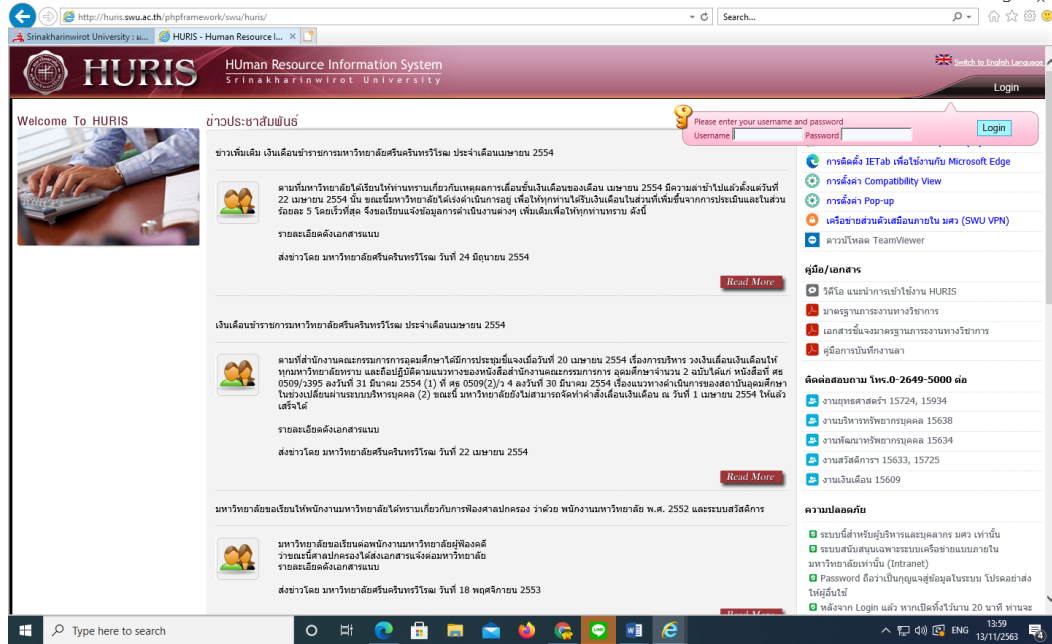 http://huris.swu.ac.th/phpframework/swu/huris/
Search...
Srinakharinwirot University : ม...
HURIS - Human Resource I...
HURIS
HUman Resource Information System
Srinakharinwirot University
Switch to English Language
Login
Welcome To HURIS
ข่าวประชาสัมพันธ์
Please enter your username and password
Username
Password
Login
ข่าวเพิ่มเติม เงินเดือนข้าราชการมหาวิทยาลัยศรีนครินทรวิโรฒ ประจำเดือนเมษายน 2554
ตามที่มหาวิทยาลัยได้เรียนให้ท่านทราบเกี่ยวกับเหตุผลการเลื่อนขั้นเงินเดือนของเดือน เมษายน 2554 มีความล่าช้าไปแล้วตั้งแต่วันที่
22 เมษายน 2554 นั้น ขณะนี้มหาวิทยาลัยได้เร่งดำเนินการอยู่ เพื่อให้ทุกท่านได้รับเงินเดือนในส่วนที่เพิ่มขึ้นจากการประเมินและในส่วน
ร้อยละ 5 โดยเร็วที่สุด จึงขอเรียนแจ้งข้อมูลการดำเนินงานต่างๆ เพิ่มเติมเพื่อให้ทุกท่านทราบ ดังนี้
รายละเอียดดังเอกสารแนบ
ส่งข่าวโดย มหาวิทยาลัยศรีนครินทรวิโรฒ วันที่ 24 มิถุนายน 2554
Read More
เงินเดือนข้าราชการมหาวิทยาลัยศรีนครินทรวิโรฒ ประจำเดือนเมษายน 2554
ตามที่สำนักงานคณะกรรมการการอุดมศึกษาได้มีการประชุมชี้แจงเมื่อวันที่ 20 เมษายน 2554 เรื่องการบริหาร วงเงินเลื่อนเงินเดือนให้
ทุกมหาวิทยาลัยทราบ และถือปฏิบัติตามแนวทางของหนังสือสำนักงานคณะกรรมการการ อุดมศึกษาจำนวน 2 ฉบับได้แก่ หนังสือที่ ศธ
0509/ว395 ลงวันที่ 31 มีนาคม 2554 (1) ที่ ศธ 0509(2)/ว 4 ลงวันที่ 30 มีนาคม 2554 เรื่องแนวทางดำเนินการของสถาบันอุดมศึกษา
ในช่วงเปลี่ยนผ่านระบบบริหารบุคคล (2) ขณะนี้ มหาวิทยาลัยยังไม่สามารถจัดทำคำสั่งเลื่อนเงินเดือน ณ วันที่ 1 เมษายน 2554 ให้แล้ว
เสร็จได้
รายละเอียดดังเอกสารแนบ
ส่งข่าวโดย มหาวิทยาลัยศรีนครินทรวิโรฒ วันที่ 22 เมษายน 2554
Read More
มหาวิทยาลัยขอเรียนให้พนักงานมหาวิทยาลัยได้ทราบเกี่ยวกับการฟ้องศาลปกครอง ว่าด้วย พนักงานมหาวิทยาลัย พ.ศ. 2552 และระบบสวัสดิการ
มหาวิทยาลัยขอเรียนต่อพนักงานมหาวิทยาลัยผู้ฟ้องคดี
ว่าขณะนี้ศาลปกครองได้ส่งเอกสารแจ้งต่อมหาวิทยาลัย
รายละเอียดดังเอกสารแนบ
ส่งข่าวโดย มหาวิทยาลัยศรีนครินทรวิโรฒ วันที่ 18 พฤศจิกายน 2553
Read More
การติดตั้ง IETab เพื่อใช้งานกับ Microsoft Edge
การตั้งค่า Compatibility View
การตั้งค่า Pop-up
เครือข่ายส่วนตัวเสมือนภายใน มศว (SWU VPN)
ดาวน์โหลด TeamViewer
คู่มือ/เอกสาร
วีดีโอ แนะนำการเข้าใช้งาน HURIS
มาตรฐานภาระงานทางวิชาการ
เอกสารชี้แจงมาตรฐานภาระงานทางวิชาการ
คู่มือการบันทึกงานลา
ติดต่อสอบถาม โทร.0-2649-5000 ต่อ
งานยุทธศาสตร์ฯ 15724, 15934
งานบริหารทรัพยากรบุคคล 15638
งานพัฒนาทรัพยากรบุคคล 15634
งานสวัสดิการฯ 15633, 15725
งานเงินเดือน 15609
ความปลอดภัย
ระบบนี้สำหรับผู้บริหารและบุคลากร มศว เท่านั้น
ระบบสนับสนุนเฉพาะระบบเครือข่ายแบบภายใน
มหาวิทยาลัยเท่านั้น (Intranet)
Password ถือว่าเป็นกุญแจสู่ข้อมูลในระบบ โปรดอย่าส่ง
ให้ผู้อื่นใช้
หลังจาก Login แล้ว หากเปิดทิ้งไว้นาน 20 นาที ท่านจะ
Type here to search
ENG
13:59
13/11/2563